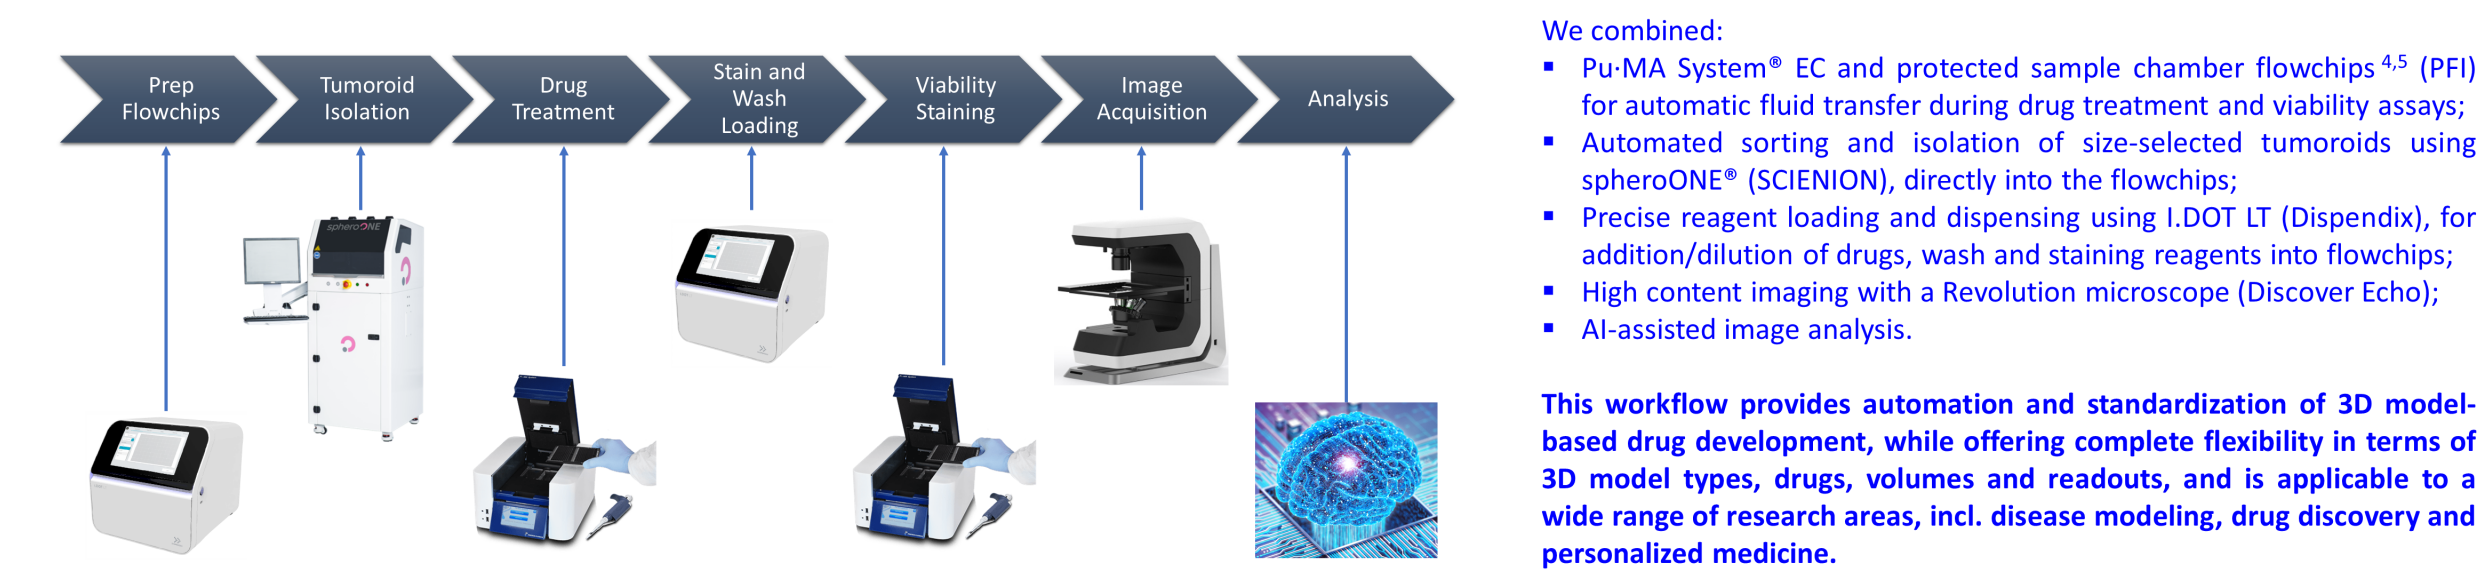 Prep
Flowchips
Tumoroid
Isolation
Drug
Treatment
Stain and
Wash
Loading
Viability
Staining
Image
Acquisition
Analysis
spheroONE
We combined:
▪ Pu·MA System® EC and protected sample chamber flowchips 4,5 (PFI)
for automatic fluid transfer during drug treatment and viability assays;
▪ Automated sorting and isolation of size-selected tumoroids using
spheroONE® (SCIENION), directly into the flowchips;
▪ Precise reagent loading and dispensing using I.DOT LT (Dispendix), for
addition/dilution of drugs, wash and staining reagents into flowchips;
▪ High content imaging with a Revolution microscope (Discover Echo);
▪ AI-assisted image analysis.
This workflow provides automation and standardization of 3D model-
based drug development, while offering complete flexibility in terms of
3D model types, drugs, volumes and readouts, and is applicable to a
wide range of research areas, incl. disease modeling, drug discovery and
personalized medicine.